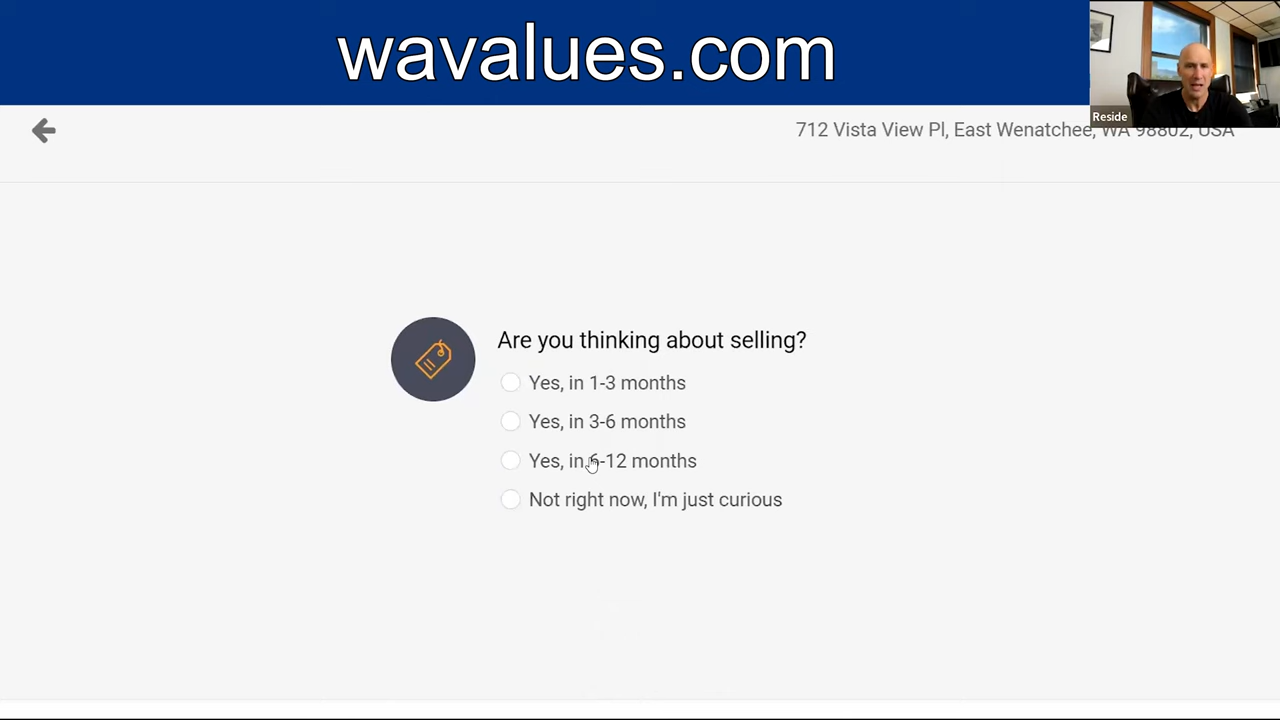 wavalues.com
Reside
712 Vista View Pl, East Wenatchee, WA 98802, USA
Are you thinking about selling?
Yes, in 1-3 months
Yes, in 3-6 months
Yes, in 6-12 months
Not right now, I'm just curious